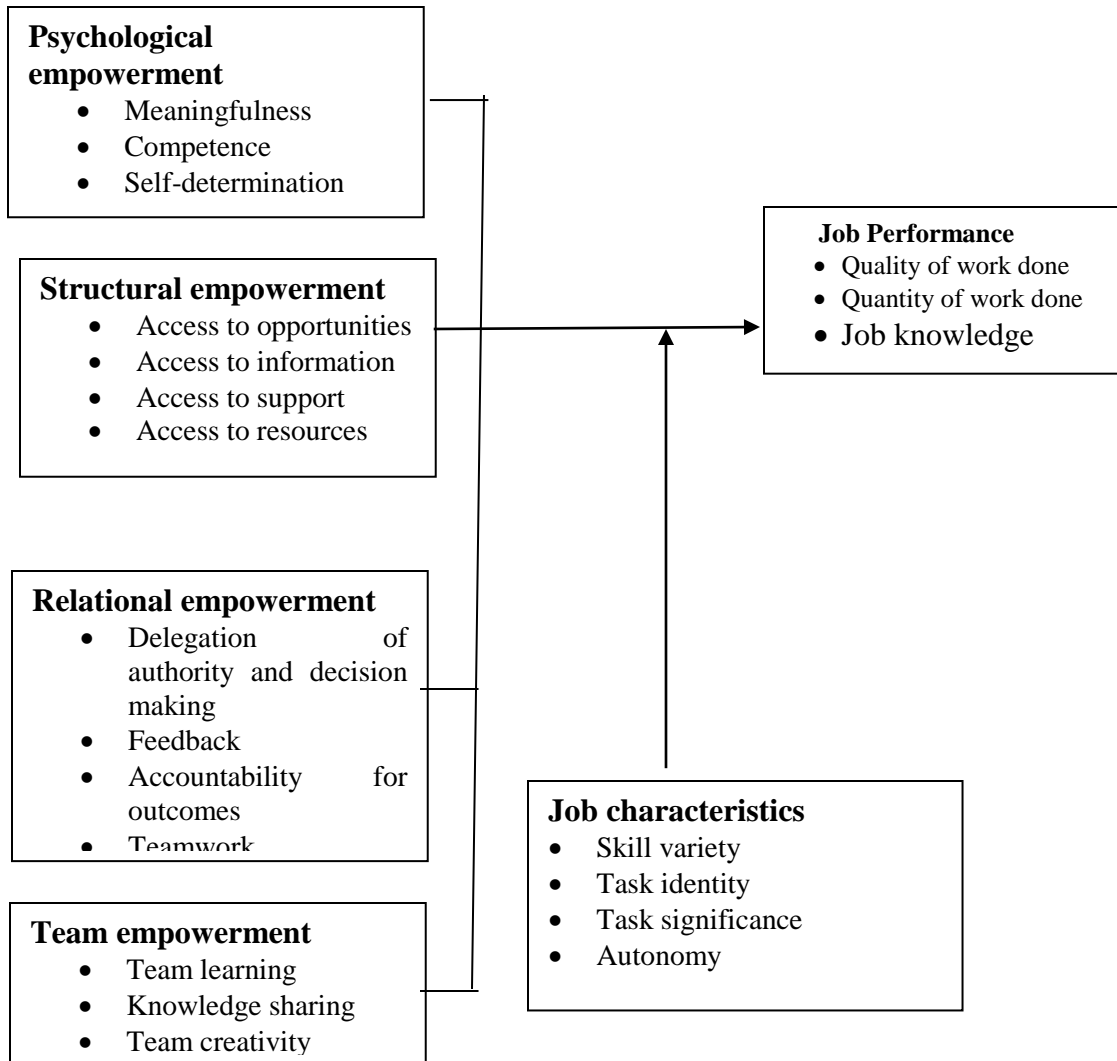 Psychological
empowerment
• Meaningfulness
• Competence
• Self-determination
Structural empowerment
• Access to opportunities
• Access to information
• Access to support
• Access to resources
Relational empowerment
• Delegation of
authority and decision
making
• Feedback
• Accountability for
outcomes
• Teamwork
Team empowerment
• Team learning
• Knowledge sharing
• Team creativity
Job Performance
• Quality of work done
• Quantity of work done
• Job knowledge
Job characteristics
• Skill variety
• Task identity
• Task significance
• Autonomy